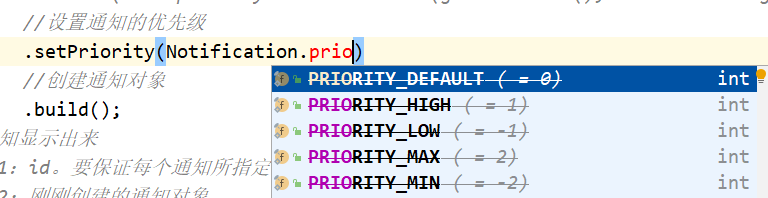 //设置通知的优先级
.setPriority(Notification.prio)
//创建通知对象
.build();
知显示出来
1：id。要保证每个通知所指定
2：刚刚创建的通知对象
PRIORITY_DEFAULT ( = 0) int
PRIORITY_HIGH ( = 1) int
PRIORITY_LOW ( = -1) int
PRIORITY_MAX ( = 2) int
PRIORITY_MIN ( = -2) int